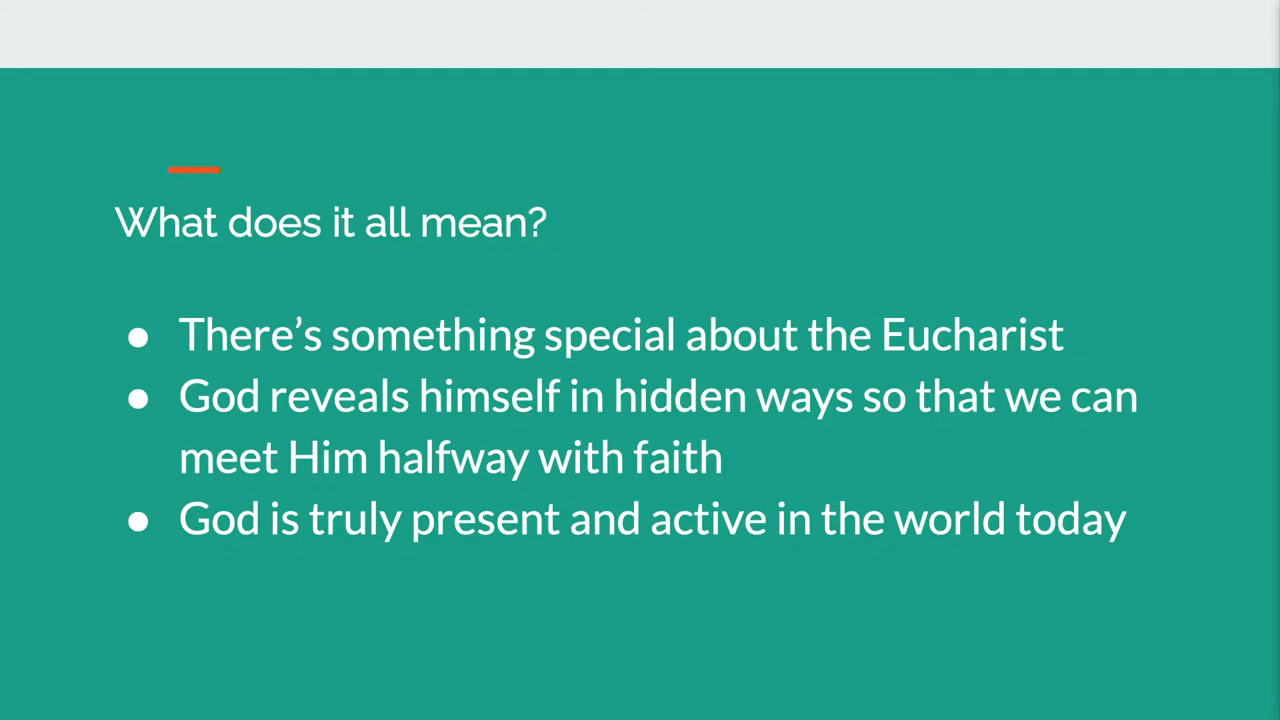 What does it all mean?
● There’s something special about the Eucharist
● God reveals himself in hidden ways so that we can
meet Him halfway with faith
● God is truly present and active in the world today